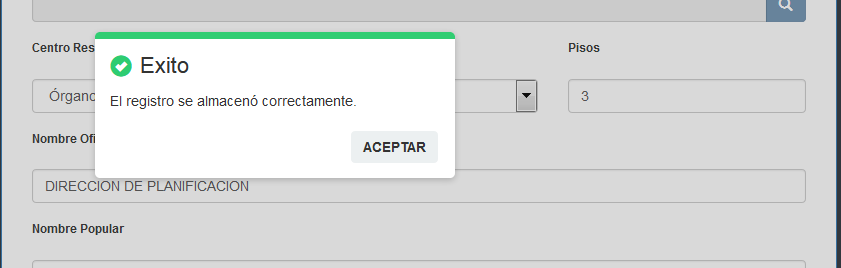 Centro Res
Pisos
Exito
El registro se almacenó correctamente.
Órgano
3
ACEPTAR
Nombre Ofi
DIRECCION DE PLANIFICACION
Nombre Popular